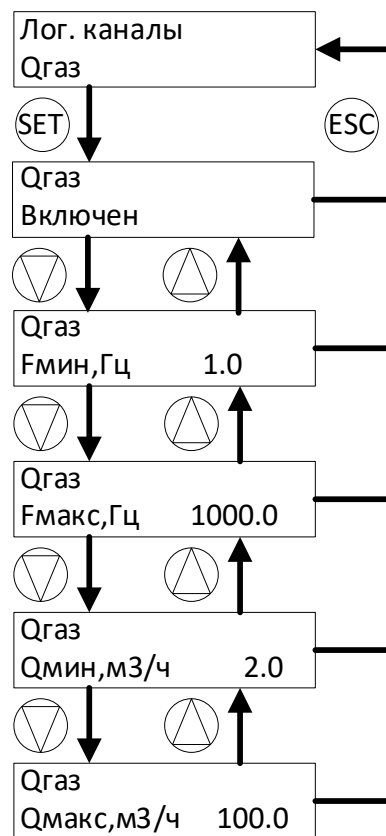 Лог. каналы
Qгаз
SET
ESC
Qгаз
Включен
Qгаз
Fмин,Гц 1.0
Qгаз
Fмакс,Гц 1000.0
Qгаз
Qмин,м3/ч 2.0
Qгаз
Qмакс,м3/ч 100.0